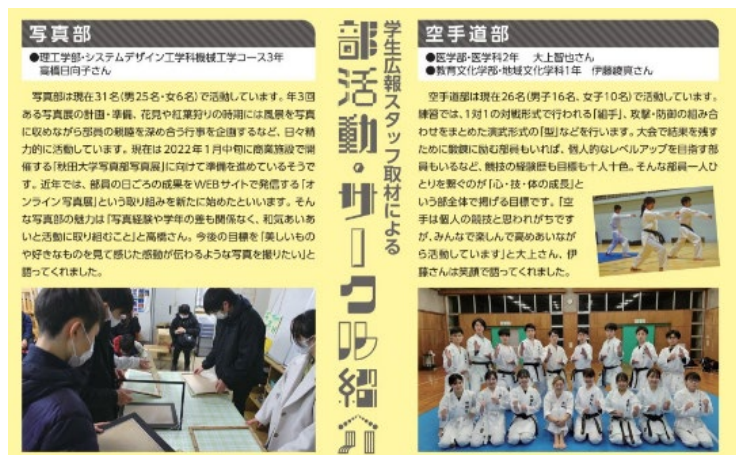 写真部
●理工学部・システムデザイン工学科機械工学コース3年
高橋日向子さん
写真部は現在31名(男25名・女6名)で活動しています。年3回
ある写真展の計画・準備、花見や紅葉狩りの時期には風景を写真
に収めながら部員の親睦を深め合う行事を企画するなど、日々精
力的に活動しています。現在は2022年1月中旬に商業施設で開
催する「秋田大学写真部写真展」に向けて準備を進めているそうで
す。近年では、部員の日ごろの成果をWEBサイトで発信する「オ
ンライン写真展」という取り組みを新たに始めたといいます。そん
な写真部の魅力は「写真経験や学年の差も関係なく、和気あいあ
いと活動に取り組むこと」と高橋さん。今後の目標を「美しいもの
や好きなものを見て感じた感動が伝わるような写真を撮りたい」と
語ってくれました。
学生広報スタッフ取材による
部活動・サークル紹介
空手道部
●医学部・医学科2年 大上智也さん
●教育文化学部・地域文化学科1年 伊藤綾真さん
空手道部は現在26名(男子16名、女子10名)で活動しています。
練習では、1対1の対戦形式で行われる「組手」、攻撃・防御の組み合
わせをまとめた演武形式の「型」などを行います。大会で結果を残す
ために鍛錬に励む部員もいれば、個人的なレベルアップを目指す部
員もいるなど、競技の経験歴も目標も十人十色。そんな部員一人ひ
とりを繋ぐのが「心・技・体の成長」と
いう部全体で掲げる目標です。「空
手は個人の競技と思われがちです
が、みんなで楽しんで高めあいなが
ら活動しています」と大上さん、伊
藤さんは笑顔で語ってくれました。